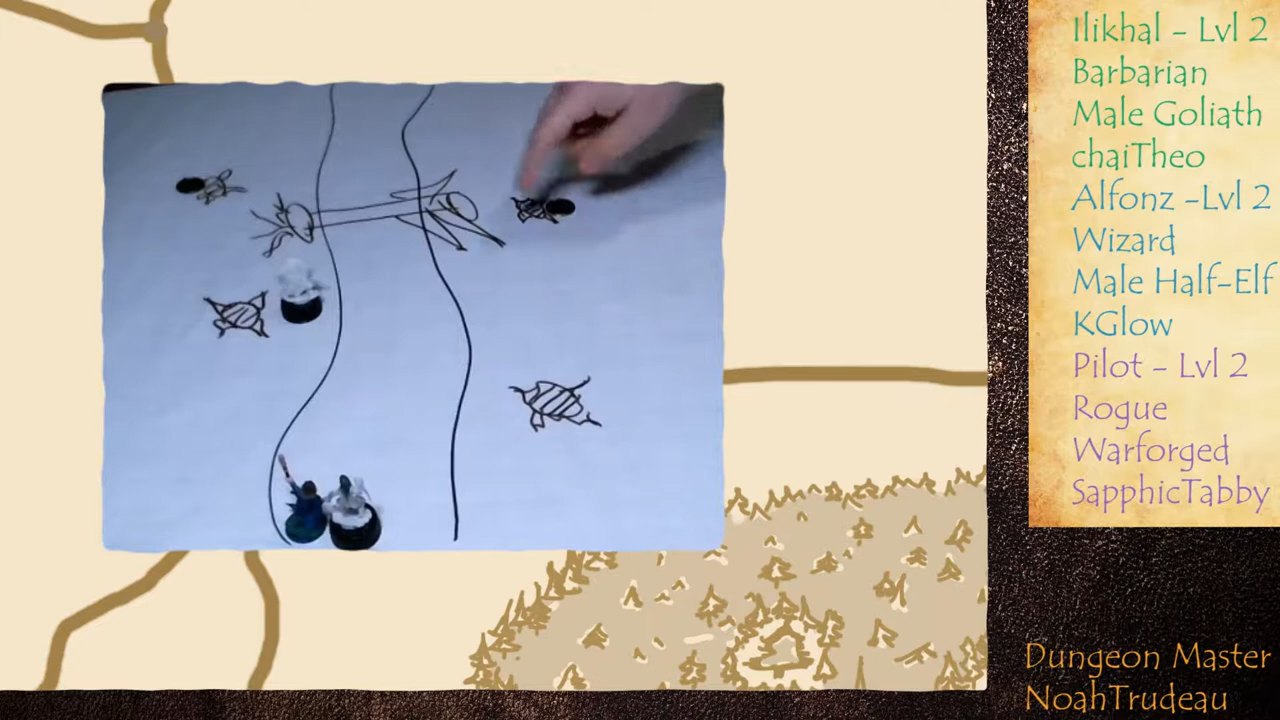 Ilikhal - Lvl 2
Barbarian
Male Goliath
chaiTheo
Alfonz -Lvl 2
Wizard
Male Half-Elf
KGlow
Pilot - Lvl 2
Rogue
Warforged
SapphicTabby
Dungeon Master
NoahTrudeau